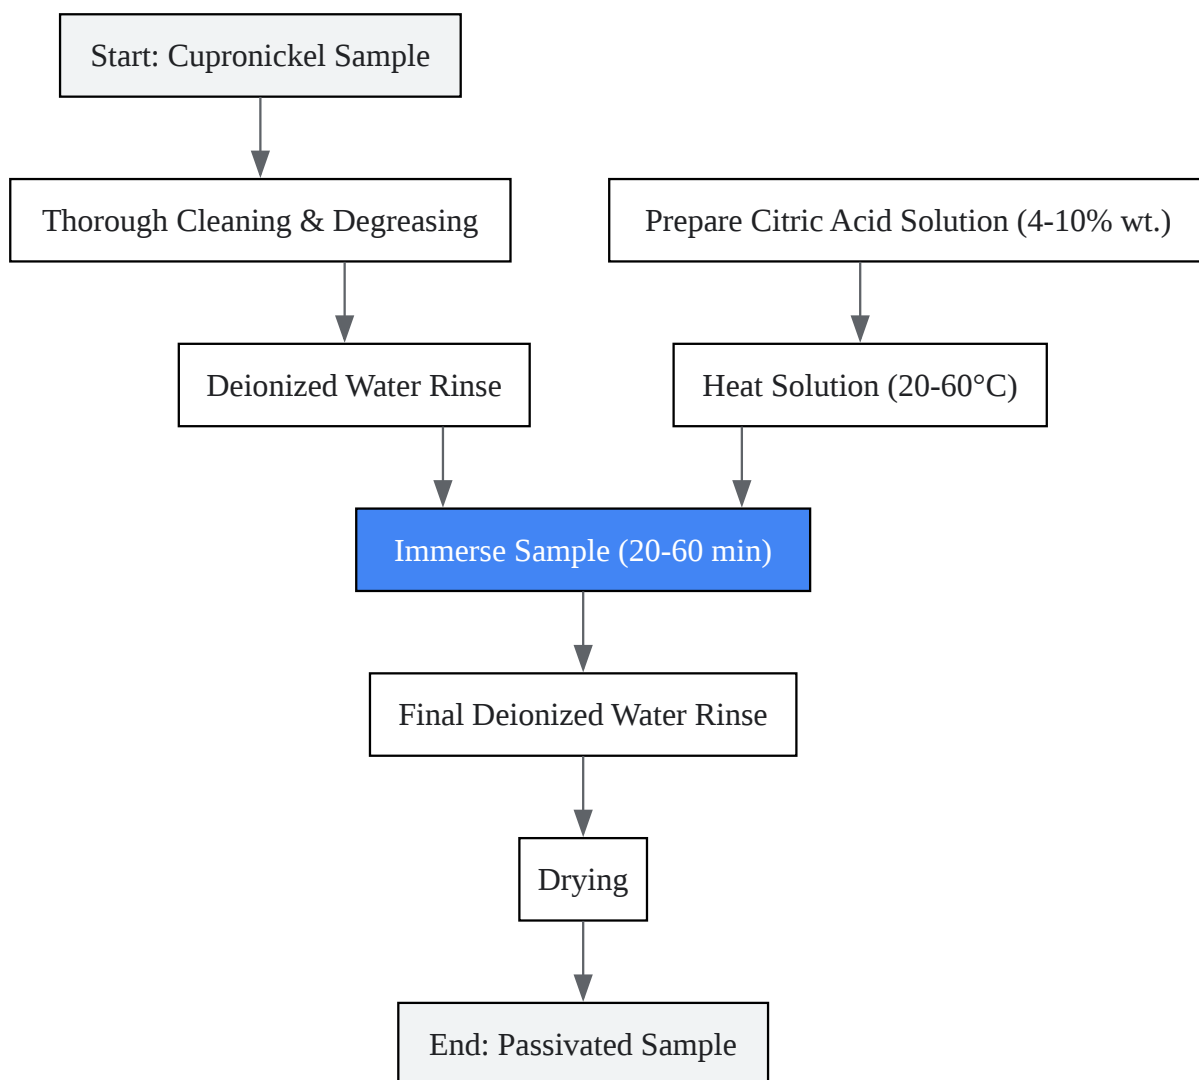 Start: Cupronickel Sample
Thorough Cleaning & Degreasing
Prepare Citric Acid Solution (4-10% wt.)
Deionized Water Rinse
Heat Solution (20-60°C)
Immerse Sample (20-60 min)
Final Deionized Water Rinse
Drying
End: Passivated Sample